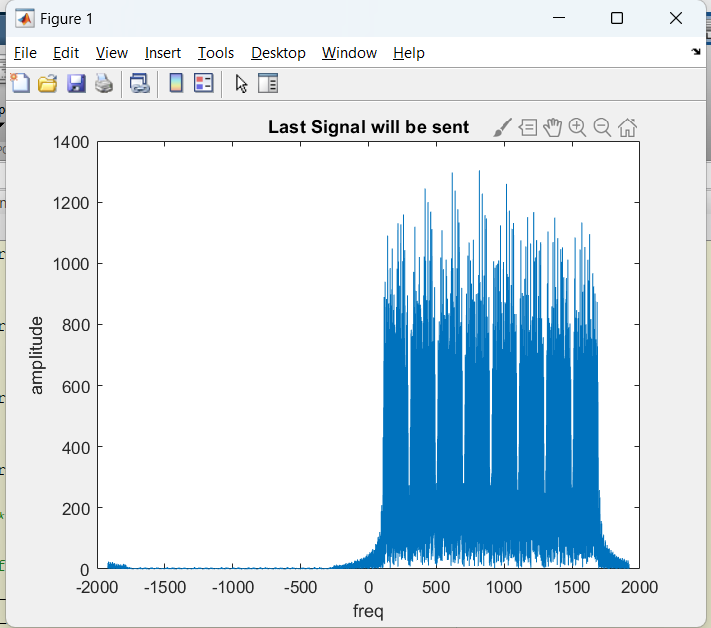 Figure 1
File Edit View Insert Tools Desktop Window Help
Last Signal will be sent
1400
1200
1000
800
600
400
200
0
amplitude
-2000 -1500 -1000 -500 0 500 1000 1500 2000
freq